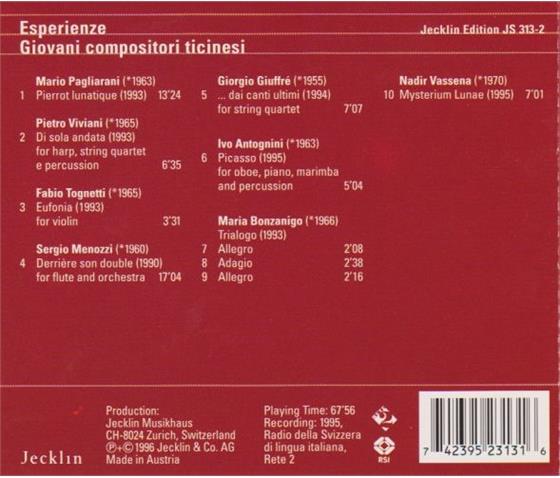 Esperienze
Giovani compositori ticinesi
Jecklin Edition JS 313-2
Mario Pagliarani (*1963)
1 Pierrot lunatique (1993) 13'24
Pietro Viviani (*1965)
2 Di sola andata (1993)
for harp, string quartet
e percussion 6'35
Fabio Tognetti (*1965)
3 Eufonia (1993)
for violin 3'31
Sergio Menozzi (*1960)
4 Derrière son double (1990)
for flute and orchestra 17'04
Giorgio Giuffré (*1955)
5 ... dai canti ultimi (1994)
for string quartet 7'07
Ivo Antognini (*1963)
6 Picasso (1995)
for oboe, piano, marimba
and percussion 5'04
Maria Bonzanigo (*1966)
Trialogo (1993)
7 Allegro 2'08
8 Adagio 2'38
9 Allegro 2'16
Nadir Vassena (*1970)
10 Mysterium Lunae (1995) 7'01
Jecklin
Production:
Jecklin Musikhaus
CH-8024 Zurich, Switzerland
℗+© 1996 Jecklin & Co. AG
Made in Austria
Playing Time: 67'56
Recording: 1995,
Radio della Svizzera
di lingua italiana,
Rete 2
RSI
7 42395 23131 6